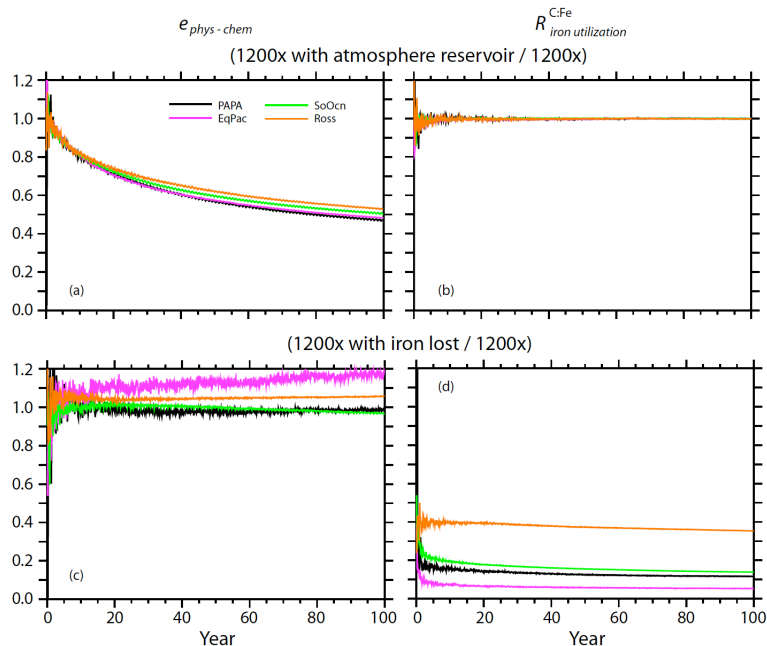 e phys - chem
R C:Fe iron utilization
(1200x with atmosphere reservoir / 1200x)
1.2
1.0
0.8
0.6
0.4
0.2
0.0
PAPA
SoOcn
EqPac
Ross
(a)
(b)
(1200x with iron lost / 1200x)
1.2
1.0
0.8
0.6
0.4
0.2
0.0
(c)
(d)
0 20 40 60 80 100
0 20 40 60 80 100
Year
Year